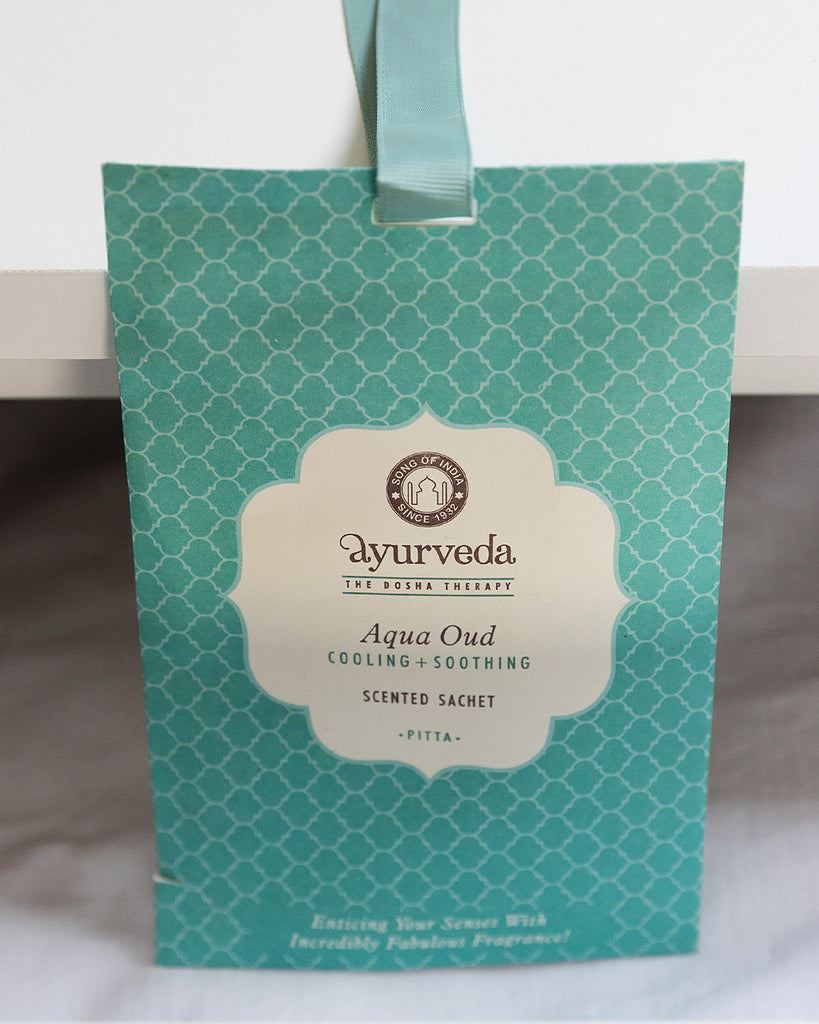 SONG OF INDIA
SINCE 1932
ayurveda
THE DOSHA THERAPY
Aqua Oud
COOLING+SOOTHING
SCENTED SACHET
-PITTA-
Enticing Your Senses With
Incredibly Fabulous Fragrance!